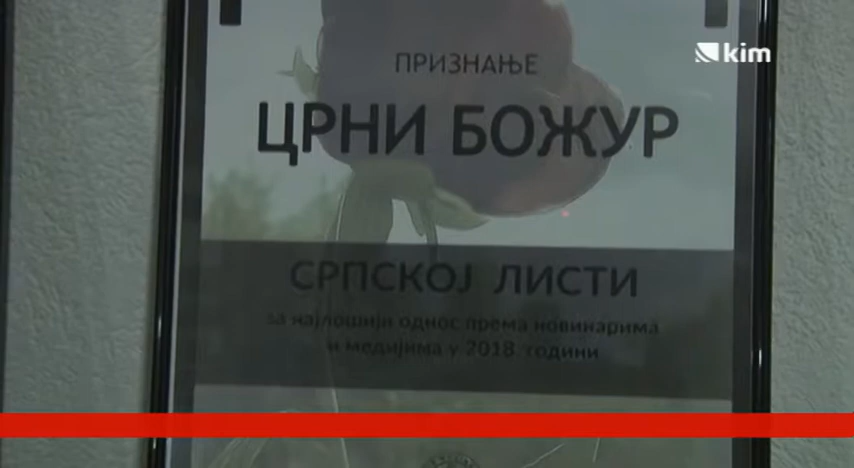 kim
ПРИЗНАЊЕ
ЦРНИ БОЖУР
СРПСКОЈ ЛИСТИ
за најлошији однос према новинарима
и медијима у 2018. години